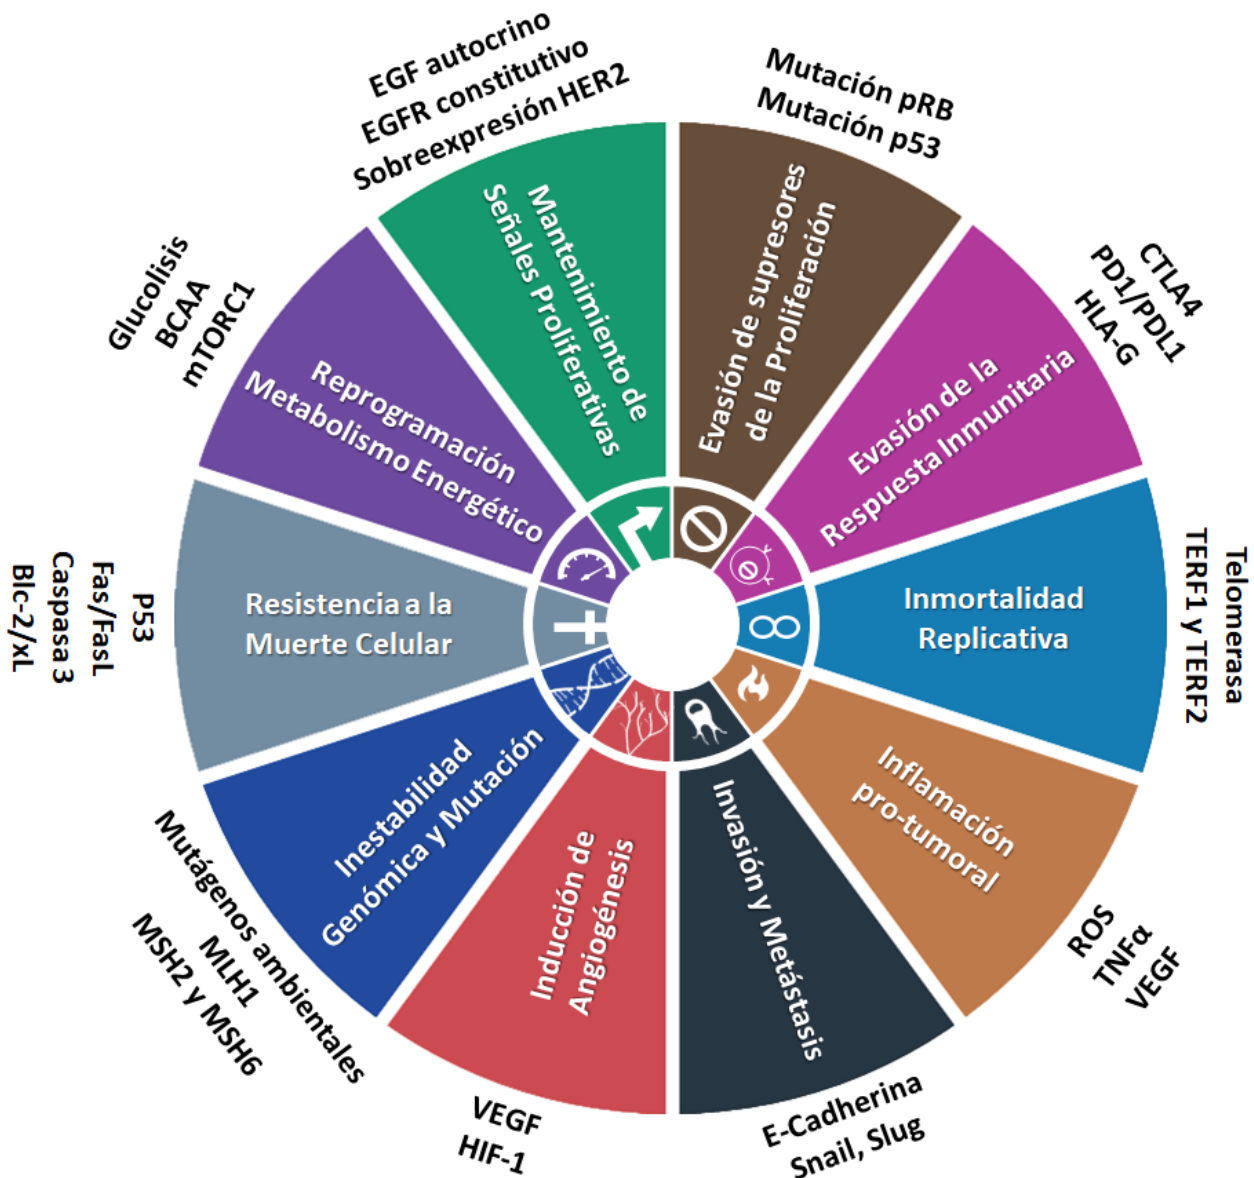 EGF autocrino
EGFR constitutivo
Sobreexpresión HER2
Mantenimiento de
Señales Proliferativas
Mutación pRB
Mutación p53
Evasión de supresores
de la Proliferación
CTLA4
PD1/PDL1
HLA-G
Evasión de la
Respuesta Inmunitaria
Telomerasa
TERF1 y TERF2
Inmortalidad
Replicativa
Inflamación
pro-tumoral
ROS
TNFα
VEGF
Invasión y Metástasis
E-Cadherina
Snail, Slug
Inducción de
Angiogénesis
VEGF
HIF-1
Inestabilidad
Genómica y Mutación
Mutágenos ambientales
MLH1
MSH2 y MSH6
Resistencia a la
Muerte Celular
P53
Fas/FasL
Caspasa 3
Blc-2/xL
Reprogramación
Metabolismo Energético
Glucolisis
BCAA
mTORC1